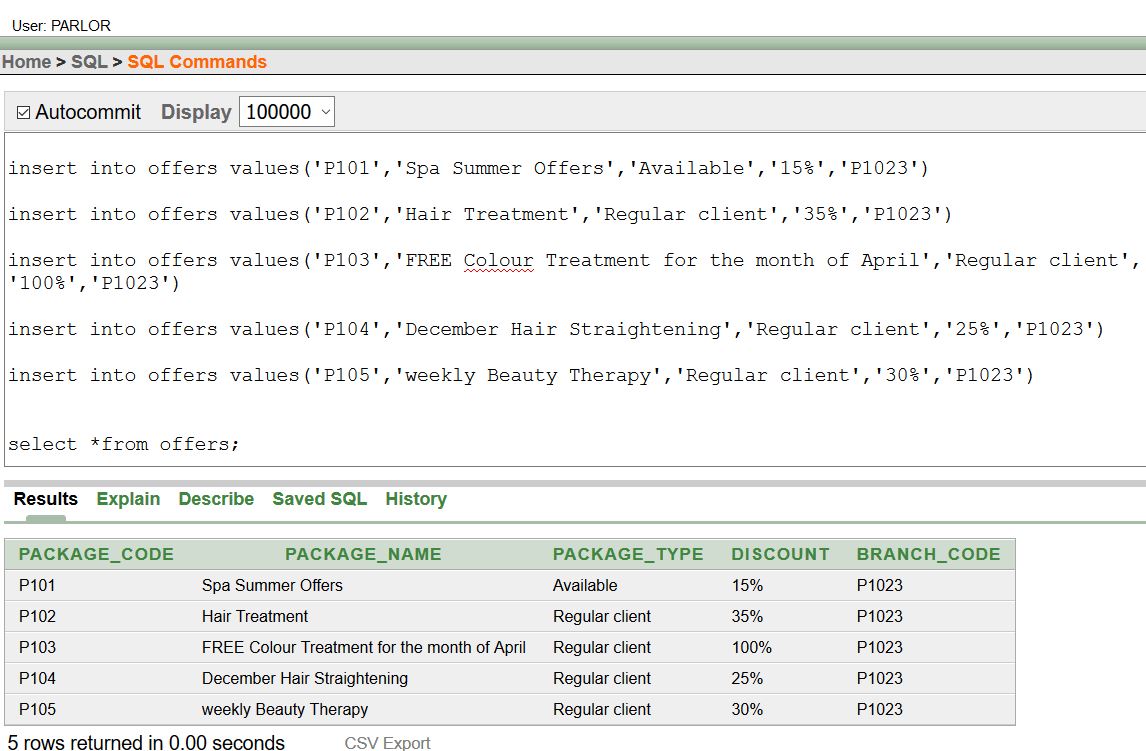 User: PARLOR
Home > SQL > SQL Commands
Autocommit Display 100000
insert into offers values('P101','Spa Summer Offers','Available','15%','P1023')
insert into offers values('P102','Hair Treatment','Regular client','35%','P1023')
insert into offers values('P103','FREE Colour Treatment for the month of April','Regular client',
'100%','P1023')
insert into offers values('P104','December Hair Straightening','Regular client','25%','P1023')
insert into offers values('P105','weekly Beauty Therapy','Regular client','30%','P1023')
select *from offers;
Results Explain Describe Saved SQL History
PACKAGE_CODE PACKAGE_NAME PACKAGE_TYPE DISCOUNT BRANCH_CODE
P101 Spa Summer Offers Available 15% P1023
P102 Hair Treatment Regular client 35% P1023
P103 FREE Colour Treatment for the month of April Regular client 100% P1023
P104 December Hair Straightening Regular client 25% P1023
P105 weekly Beauty Therapy Regular client 30% P1023
5 rows returned in 0.00 seconds CSV Export